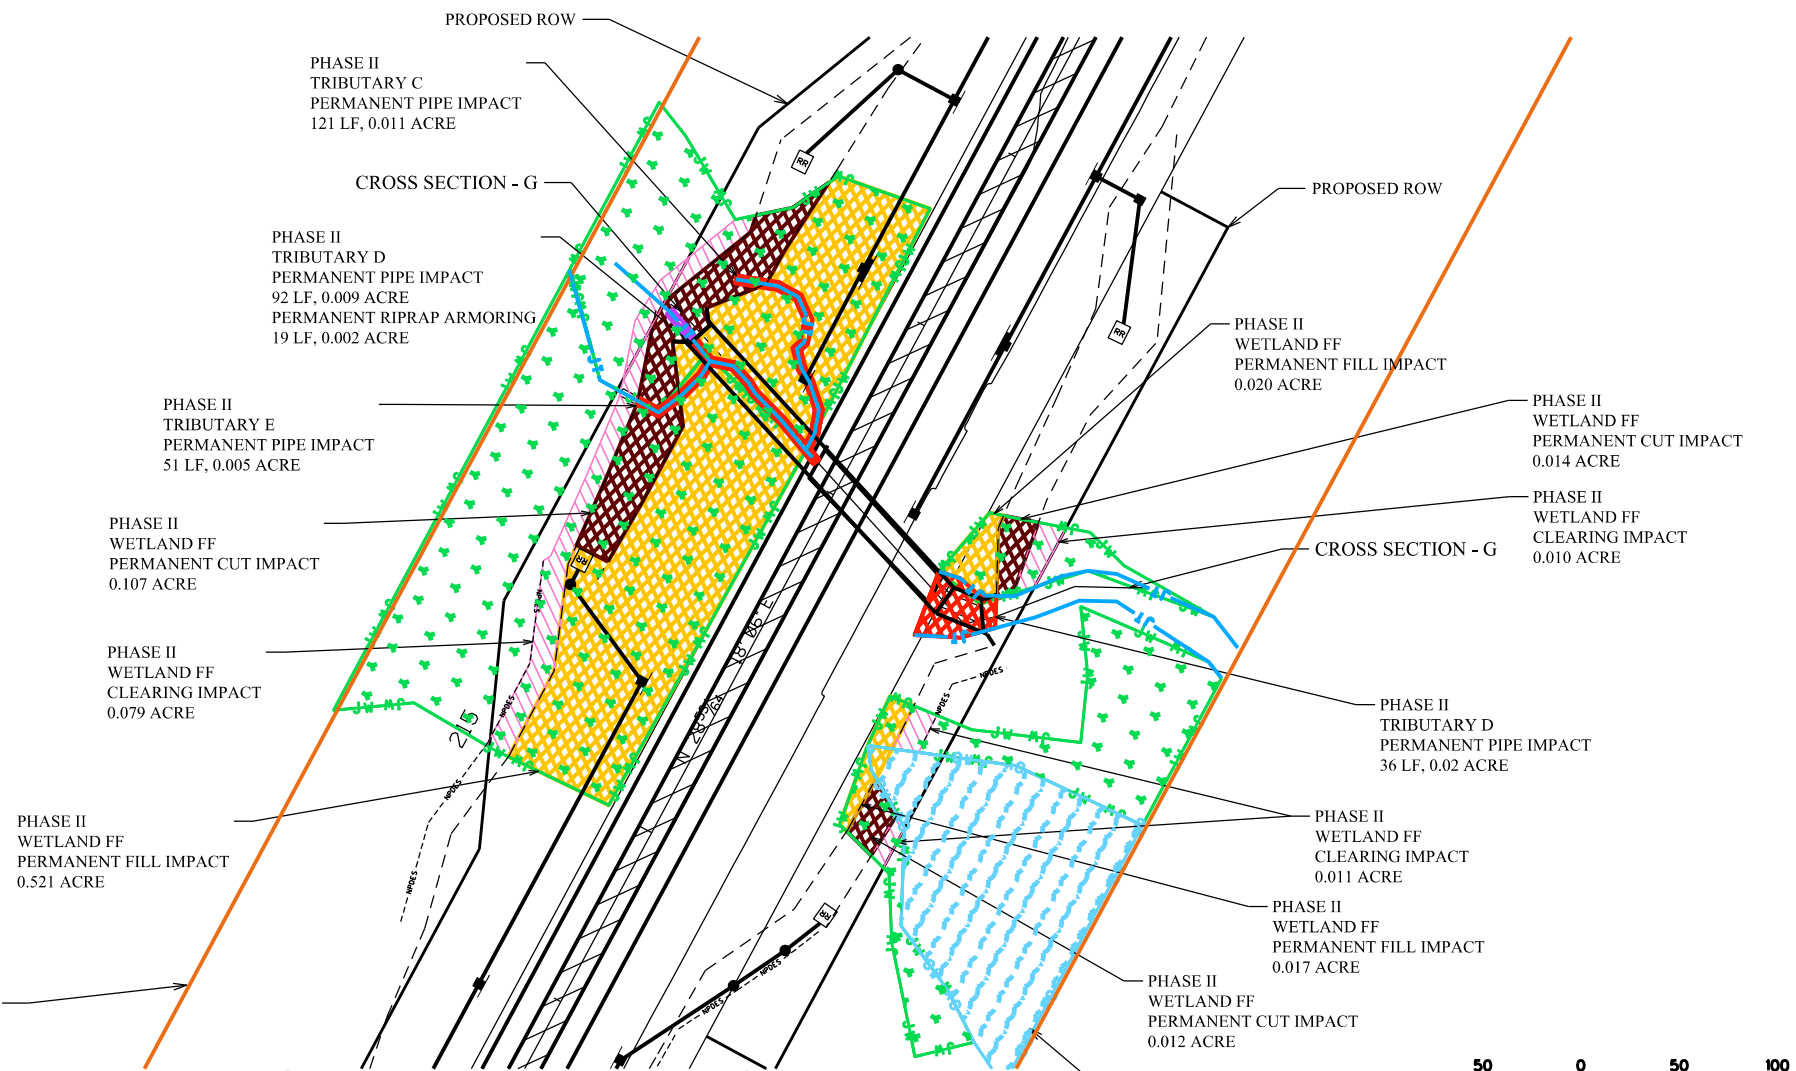 PROPOSED ROW
PHASE II
TRIBUTARY C
PERMANENT PIPE IMPACT
121 LF, 0.011 ACRE
CROSS SECTION - G
PHASE II
TRIBUTARY D
PERMANENT PIPE IMPACT
92 LF, 0.009 ACRE
PERMANENT RIPRAP ARMORING
19 LF, 0.002 ACRE
PHASE II
TRIBUTARY E
PERMANENT PIPE IMPACT
51 LF, 0.005 ACRE
PHASE II
WETLAND FF
PERMANENT CUT IMPACT
0.107 ACRE
PHASE II
WETLAND FF
CLEARING IMPACT
0.079 ACRE
PHASE II
WETLAND FF
PERMANENT FILL IMPACT
0.521 ACRE
PROPOSED ROW
PHASE II
WETLAND FF
PERMANENT FILL IMPACT
0.020 ACRE
PHASE II
WETLAND FF
PERMANENT CUT IMPACT
0.014 ACRE
PHASE II
WETLAND FF
CLEARING IMPACT
0.010 ACRE
CROSS SECTION - G
PHASE II
TRIBUTARY D
PERMANENT PIPE IMPACT
36 LF, 0.02 ACRE
PHASE II
WETLAND FF
CLEARING IMPACT
0.011 ACRE
PHASE II
WETLAND FF
PERMANENT FILL IMPACT
0.017 ACRE
PHASE II
WETLAND FF
PERMANENT CUT IMPACT
0.012 ACRE
RR
RR
RR
RR
215
NPDES
NPDES
NPDES
NPDES
NPDES
NPDES
NPDES
NPDES
50 0 50 100